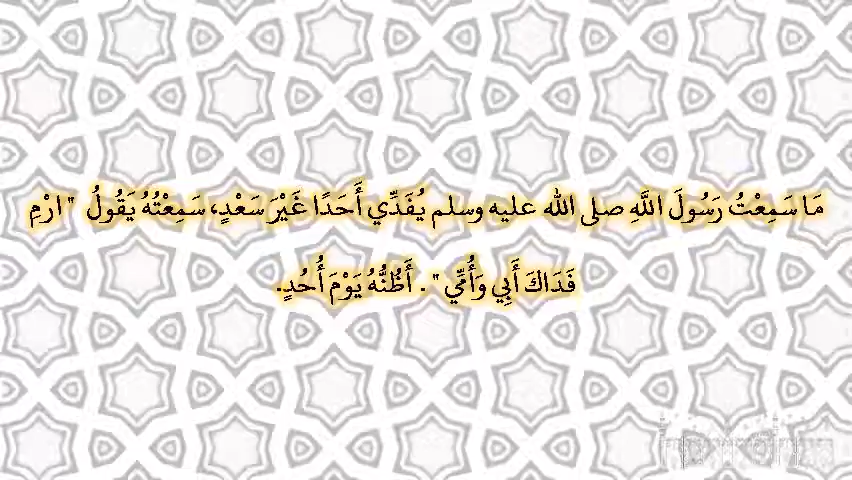 مَا سَمِعْتُ رَسُولَ اللَّهِ صلى الله عليه وسلم يُفَدِّي أَحَدًا غَيْرَ سَعْدٍ، سَمِعْتُهُ يَقُولُ " ارْمِ
فَدَاكَ أَبِي وَأُمِّي ". أَظُنُّهُ يَوْمَ أُحُدٍ.